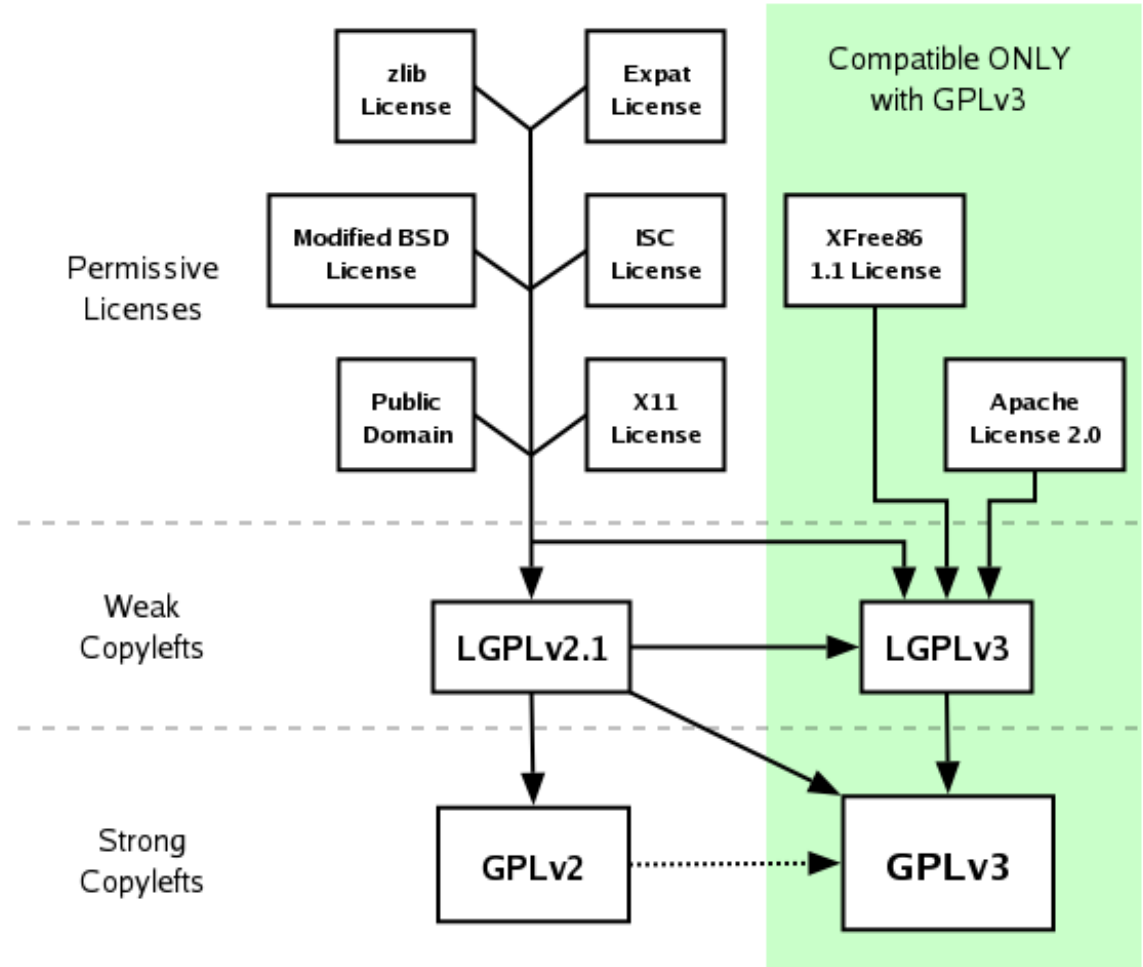 zlib
License
Expat
License
Compatible ONLY
with GPLv3
Permissive
Licenses
Modified BSD
License
ISC
License
XFree86
1.1 License
Public
Domain
X11
License
Apache
License 2.0
Weak
Copylefts
LGPLv2.1
LGPLv3
Strong
Copylefts
GPLv2
GPLv3